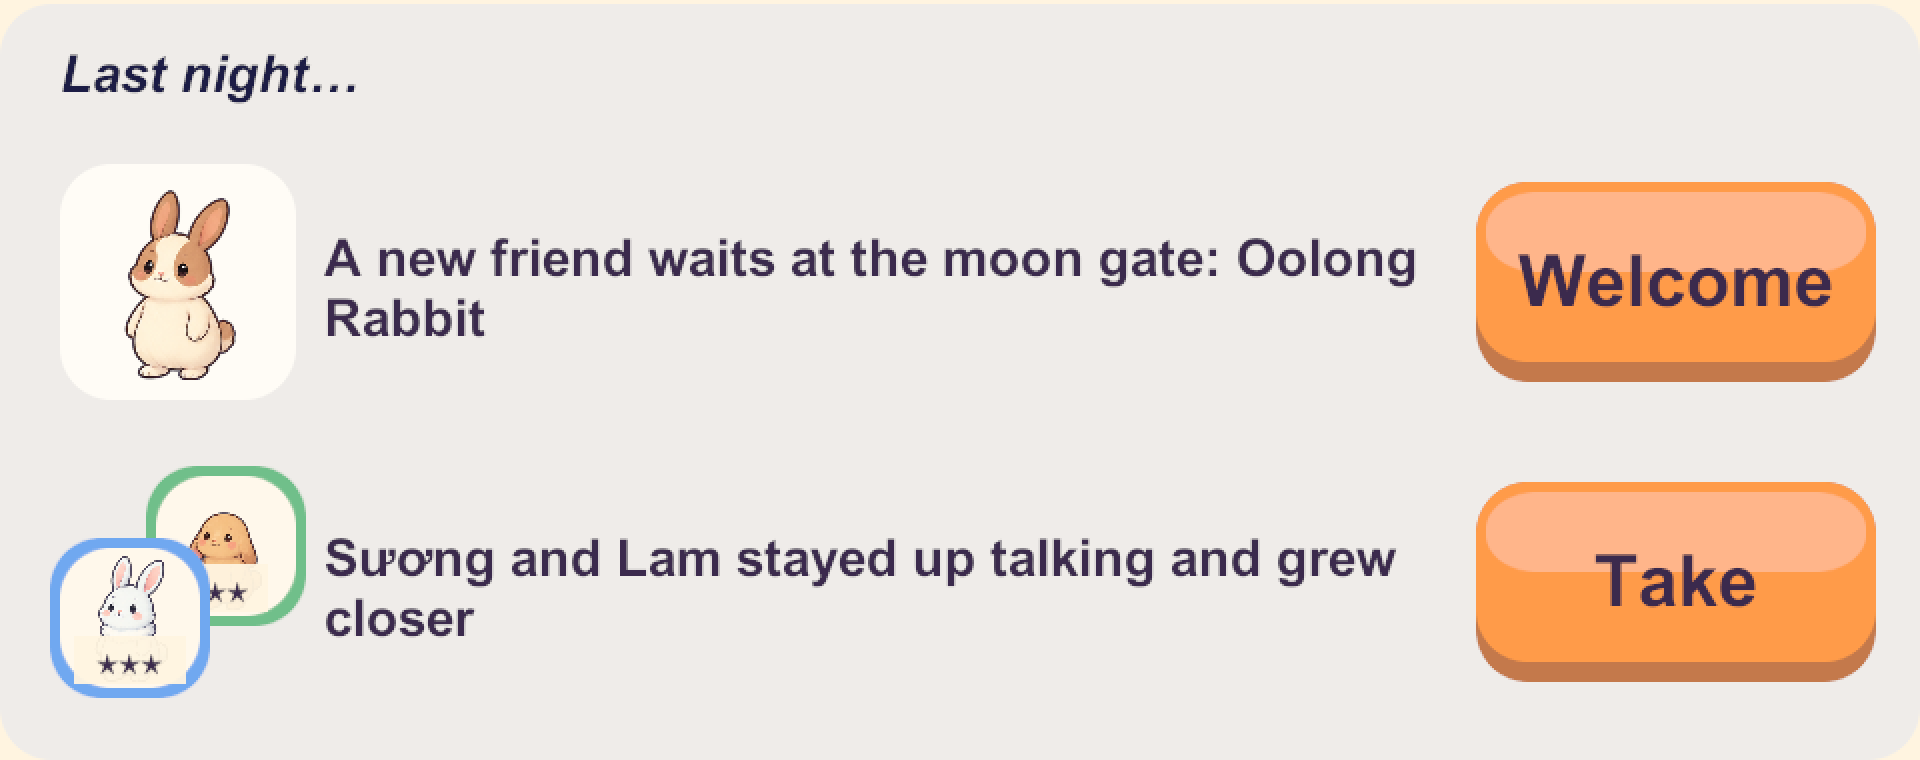 Last night…
A new friend waits at the moon gate: Oolong
Rabbit
Welcome
Sương and Lam stayed up talking and grew
closer
Take
★★
★★★